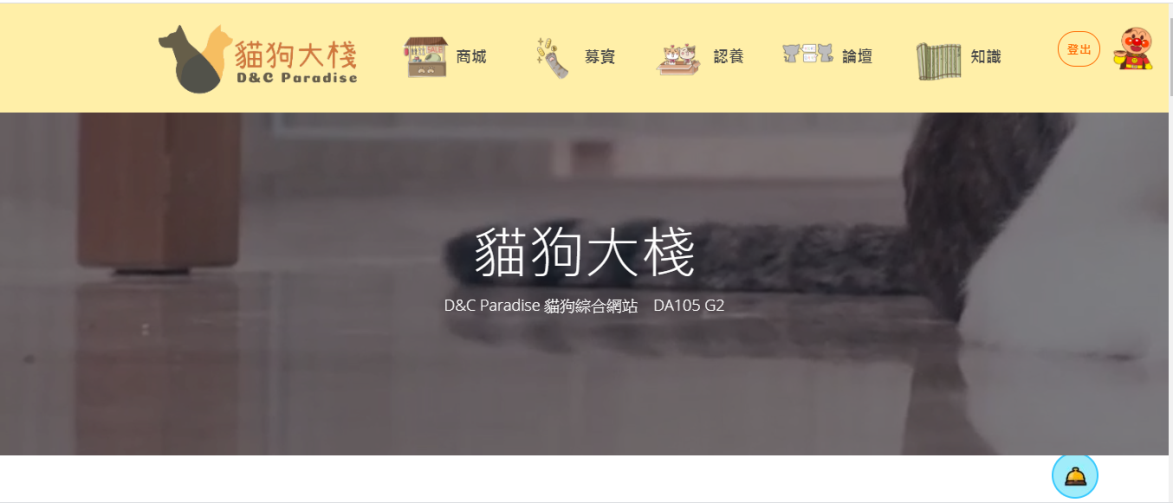 貓狗大棧
D&C Paradise
商城
募資
認養
論壇
知識
登出
貓狗大棧
D&C Paradise 貓狗綜合網站 DA105 G2